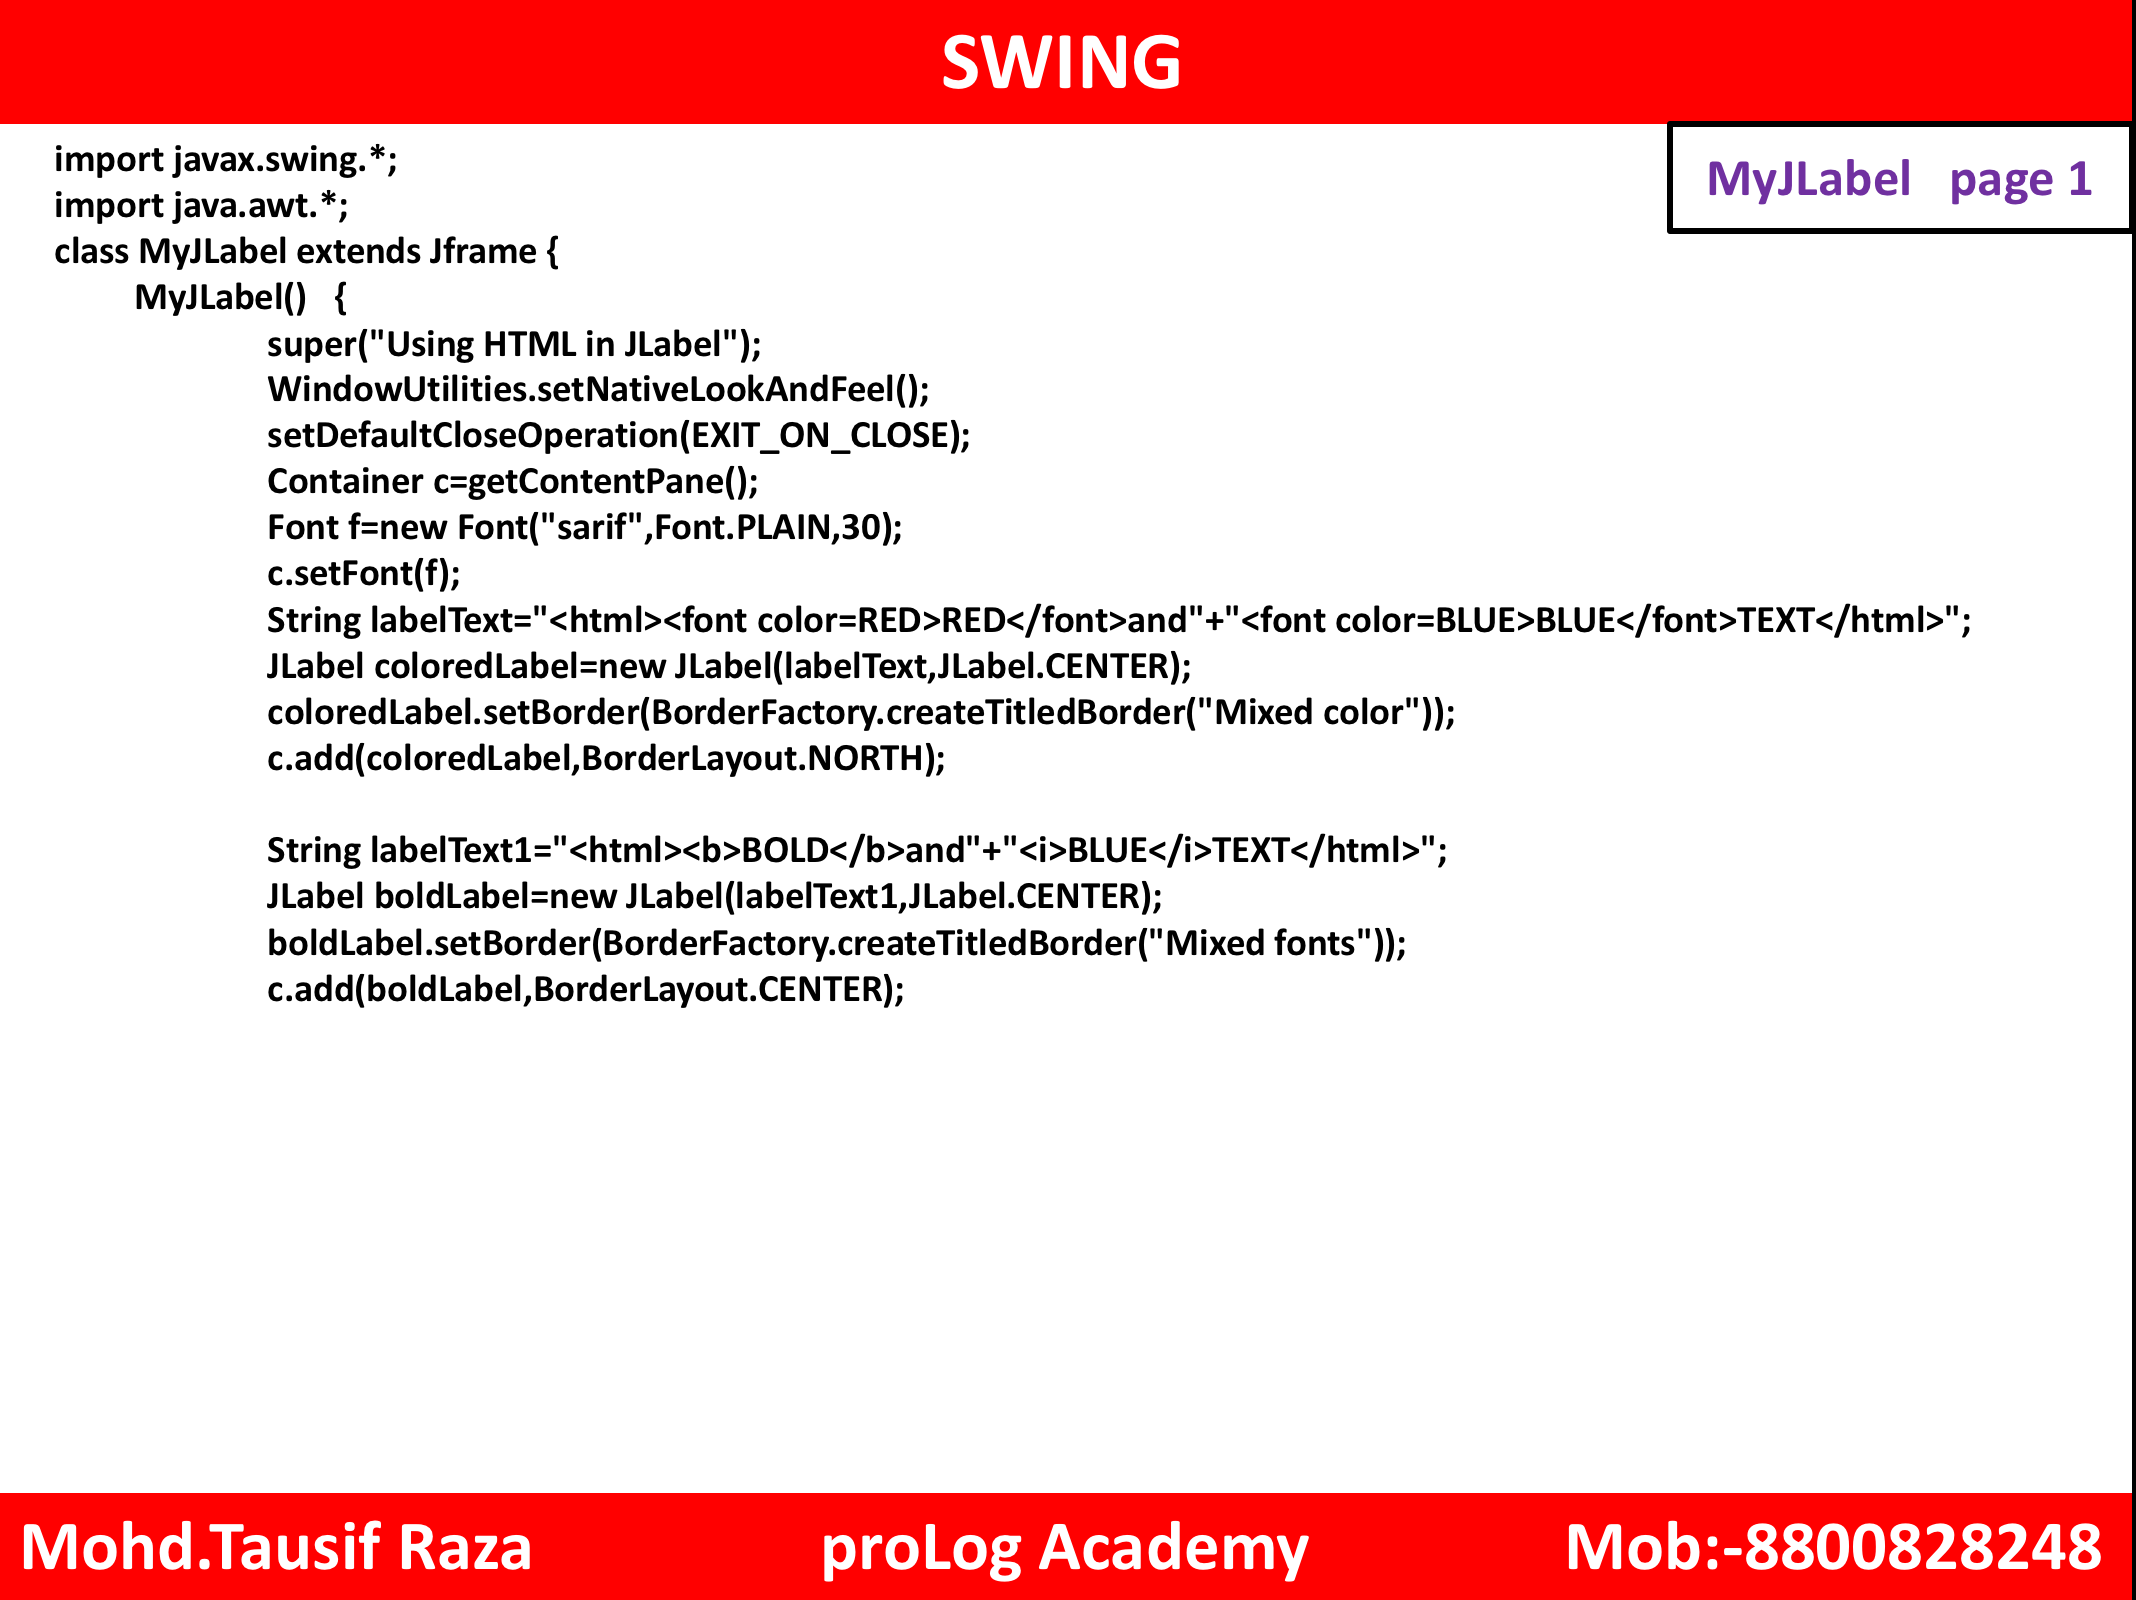 SWING
MyJLabel page 1
import javax.swing.*;
import java.awt.*;
class MyJLabel extends Jframe {
MyJLabel() {
super("Using HTML in JLabel");
WindowUtilities.setNativeLookAndFeel();
setDefaultCloseOperation(EXIT_ON_CLOSE);
Container c=getContentPane();
Font f=new Font("sarif",Font.PLAIN,30);
c.setFont(f);
String labelText="<html><font color=RED>RED</font>and"+"<font color=BLUE>BLUE</font>TEXT</html>";
JLabel coloredLabel=new JLabel(labelText,JLabel.CENTER);
coloredLabel.setBorder(BorderFactory.createTitledBorder("Mixed color"));
c.add(coloredLabel,BorderLayout.NORTH);
String labelText1="<html><b>BOLD</b>and"+"<i>BLUE</i>TEXT</html>";
JLabel boldLabel=new JLabel(labelText1,JLabel.CENTER);
boldLabel.setBorder(BorderFactory.createTitledBorder("Mixed fonts"));
c.add(boldLabel,BorderLayout.CENTER);
Mohd.Tausif Raza proLog Academy Mob:-8800828248